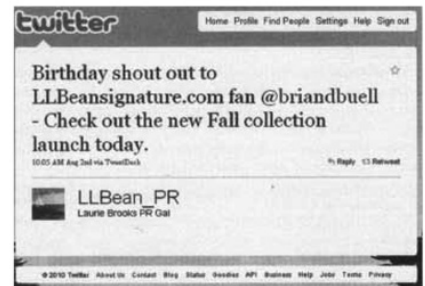 twitter
Home Profile Find People Settings Help Sign out
Birthday shout out to
LLBeansignature.com fan @briandbuell
- Check out the new Fall collection
launch today.
10:05 AM Aug 2nd via TweetDeck
Reply Retweet
LLBean_PR
Laurie Brooks PR Gal
© 2010 Twitter About Us Contact Blog Status Goodies API Business Help Jobs Terms Privacy